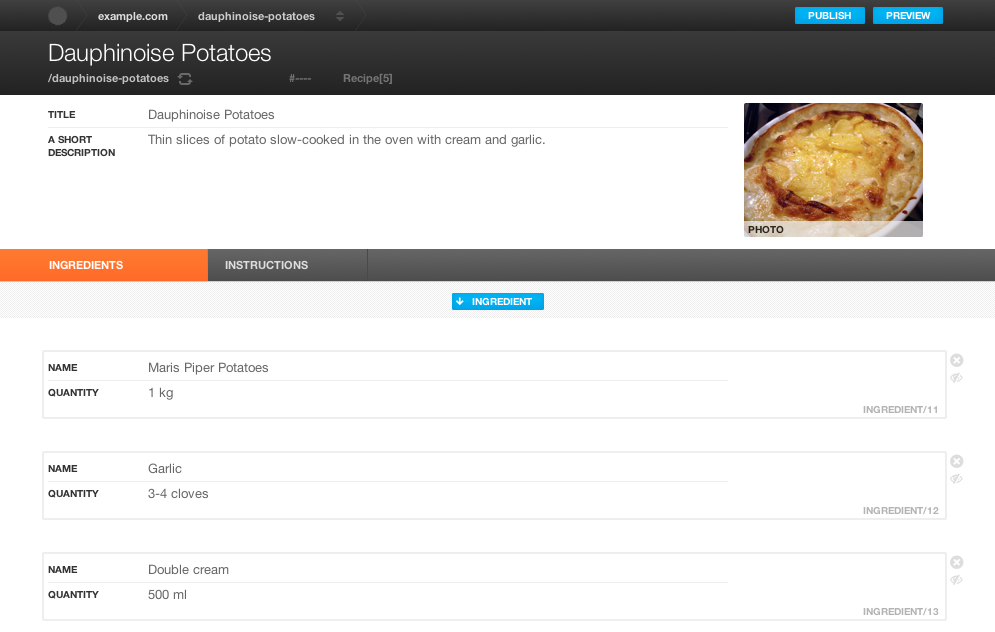 example.com dauphinoise-potatoes PUBLISH PREVIEW
Dauphinoise Potatoes
/dauphinoise-potatoes #---- Recipe[5]
TITLE Dauphinoise Potatoes
A SHORT DESCRIPTION Thin slices of potato slow-cooked in the oven with cream and garlic.
PHOTO
INGREDIENTS INSTRUCTIONS
INGREDIENT
NAME Maris Piper Potatoes
QUANTITY 1 kg
INGREDIENT/11
NAME Garlic
QUANTITY 3-4 cloves
INGREDIENT/12
NAME Double cream
QUANTITY 500 ml
INGREDIENT/13